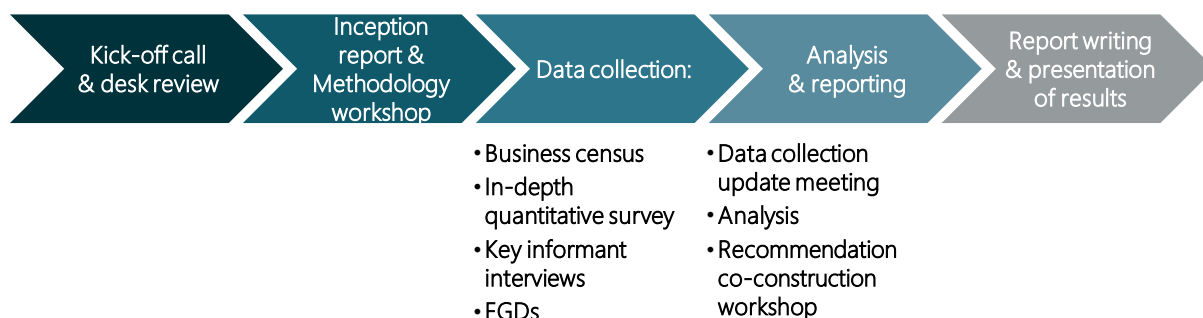 Kick-off call
& desk review
Inception
report &
Methodology
workshop
Data collection:
Analysis
& reporting
Report writing
& presentation
of results
• Business census
• In-depth
quantitative survey
• Key informant
interviews
• FGDs
• Data collection
update meeting
• Analysis
• Recommendation
co-construction
workshop